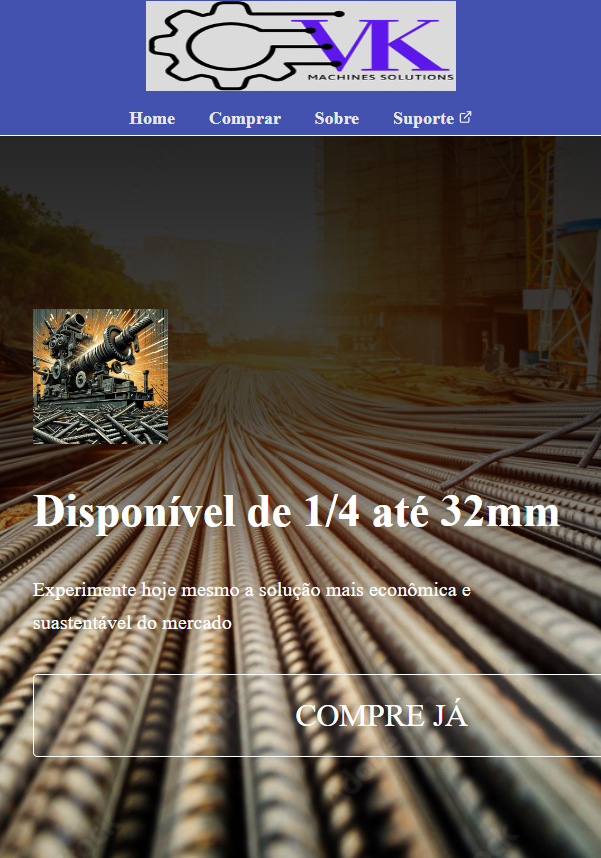 VK
MACHINES SOLUTIONS
Home Comprar Sobre Suporte
Disponível de 1/4 até 32mm
Experimente hoje mesmo a solução mais econômica e
suastentável do mercado
COMPRE JÁ